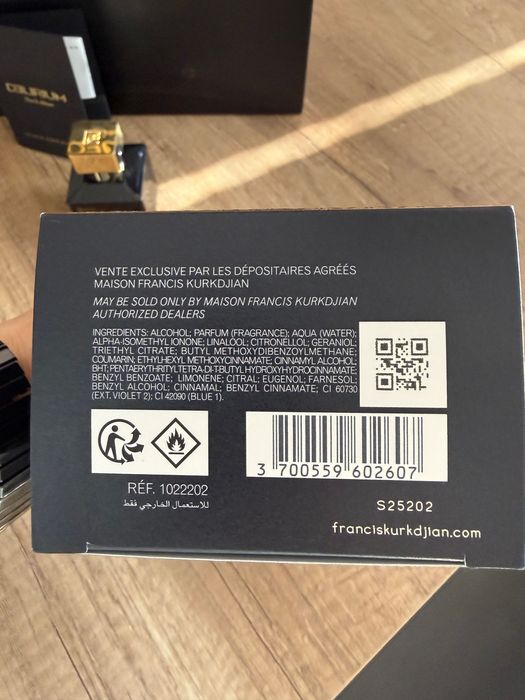 VENTE EXCLUSIVE PAR LES DÉPOSITAIRES AGRÉÉS
MAISON FRANCIS KURKDJIAN
MAY BE SOLD ONLY BY MAISON FRANCIS KURKDJIAN
AUTHORIZED DEALERS
INGREDIENTS: ALCOHOL; PARFUM (FRAGRANCE); AQUA (WATER);
ALPHA-ISOMETHYL IONONE; LINALOOL; CITRONELLOL; GERANIOL;
TRIETHYL CITRATE; BUTYL METHOXYDIBENZOYLMETHANE;
COUMARIN; ETHYLHEXYL METHOXYCINNAMATE; CINNAMYL ALCOHOL;
BHT; PENTAERYTHRITYL TETRA-DI-T-BUTYL HYDROXYHYDROCINNAMATE;
BENZYL BENZOATE; LIMONENE; CITRAL; EUGENOL; FARNESOL;
BENZYL ALCOHOL; CINNAMAL; BENZYL CINNAMATE; CI 60730
(EXT. VIOLET 2); CI 42090 (BLUE 1).
3 700559 602607
RÉF. 1022202
للاستعمال الخارجي فقط
S25202
franciskurkdjian.com